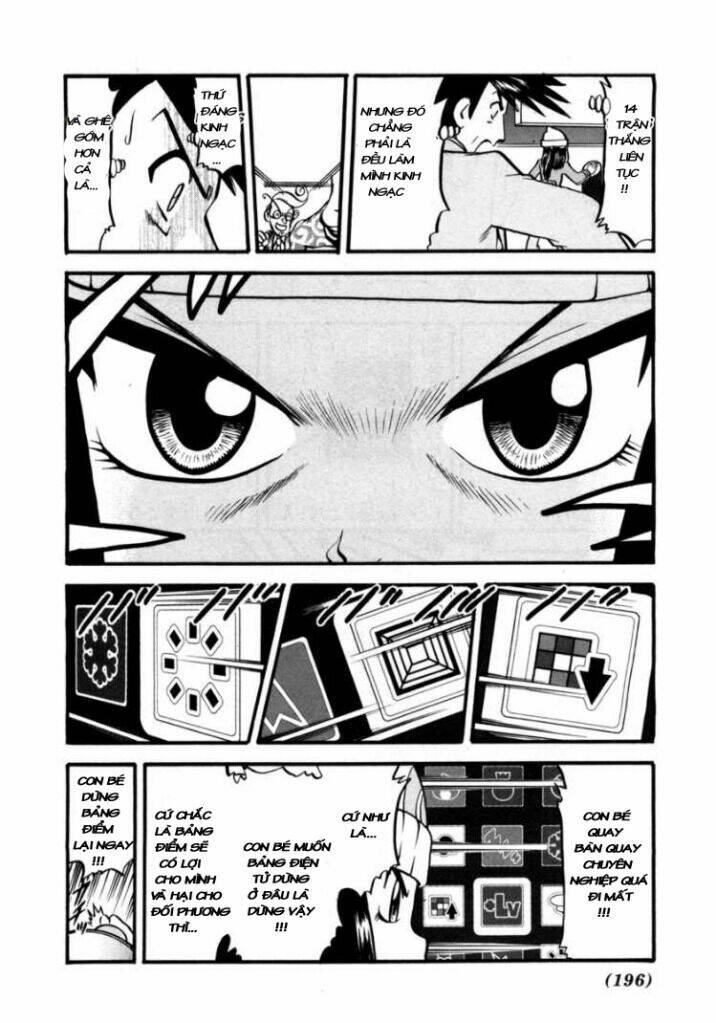 14
TRẬN
THẮNG
LIÊN
TỤC
!!
NHƯNG ĐÓ
CHẲNG
PHẢI LÀ
ĐỀU LÀM
MÌNH KINH
NGẠC
THỨ
ĐÁNG
KINH
NGẠC
...
VÀ GHÊ
GỚM
HƠN
CẢ
LÀ...
CON BÉ
QUAY
BÀN QUAY
CHUYÊN
NGHIỆP QUÁ
ĐI MẤT
!!!
CỨ NHƯ
LÀ...
CON BÉ MUỐN
BẢNG ĐIỆN
TỬ DỪNG
Ở ĐÂU LÀ
DỪNG VẬY
!!!
CỨ CHẮC
LÀ BẢNG
ĐIỂM SẼ
CÓ LỢI
CHO MÌNH
VÀ HẠI CHO
ĐỐI PHƯƠNG
THÌ...
CON BÉ
DỪNG
BẢNG
ĐIỂM
LẠI NGAY
!!!
Lv
(196)